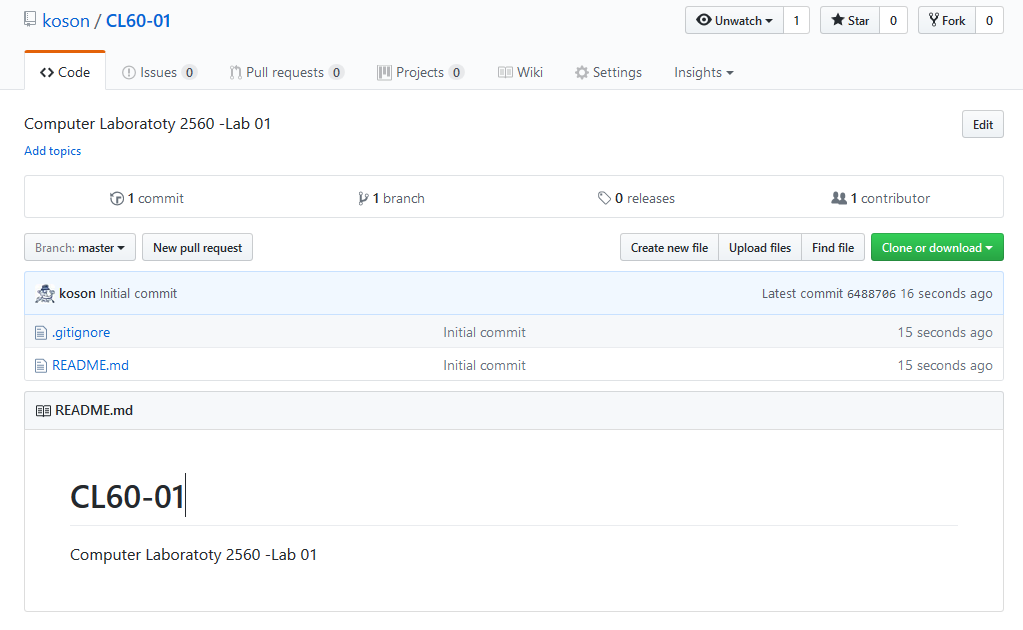 koson / CL60-01
Unwatch 1 Star 0 Fork 0
Code Issues 0 Pull requests 0 Projects 0 Wiki Settings Insights
Computer Laboratoty 2560 -Lab 01 Edit
Add topics
1 commit 1 branch 0 releases 1 contributor
Branch: master New pull request Create new file Upload files Find file Clone or download
koson Initial commit Latest commit 6488706 16 seconds ago
.gitignore Initial commit 15 seconds ago
README.md Initial commit 15 seconds ago
README.md
CL60-01
Computer Laboratoty 2560 -Lab 01